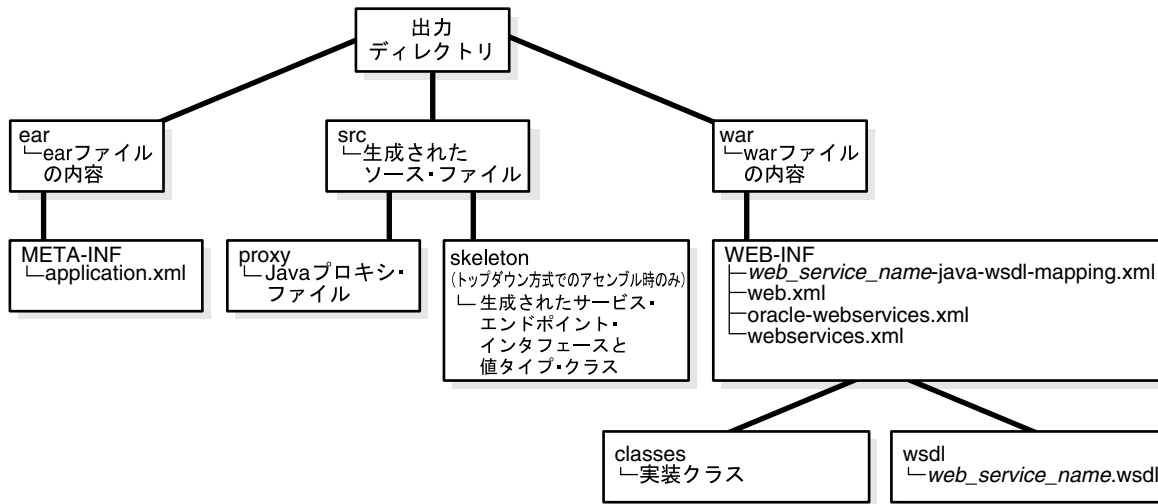 出力
ディレクトリ
ear
earファイル
の内容
src
生成された
ソース・ファイル
war
warファイル
の内容
META-INF
application.xml
proxy
Javaプロキシ・
ファイル
skeleton
(トップダウン方式でのアセンブル時のみ)
生成されたサービス・
エンドポイント・
インタフェースと
値タイプ・クラス
WEB-INF
web_service_name-java-wsdl-mapping.xml
web.xml
oracle-webservices.xml
webservices.xml
classes
実装クラス
wsdl
web_service_name.wsdl